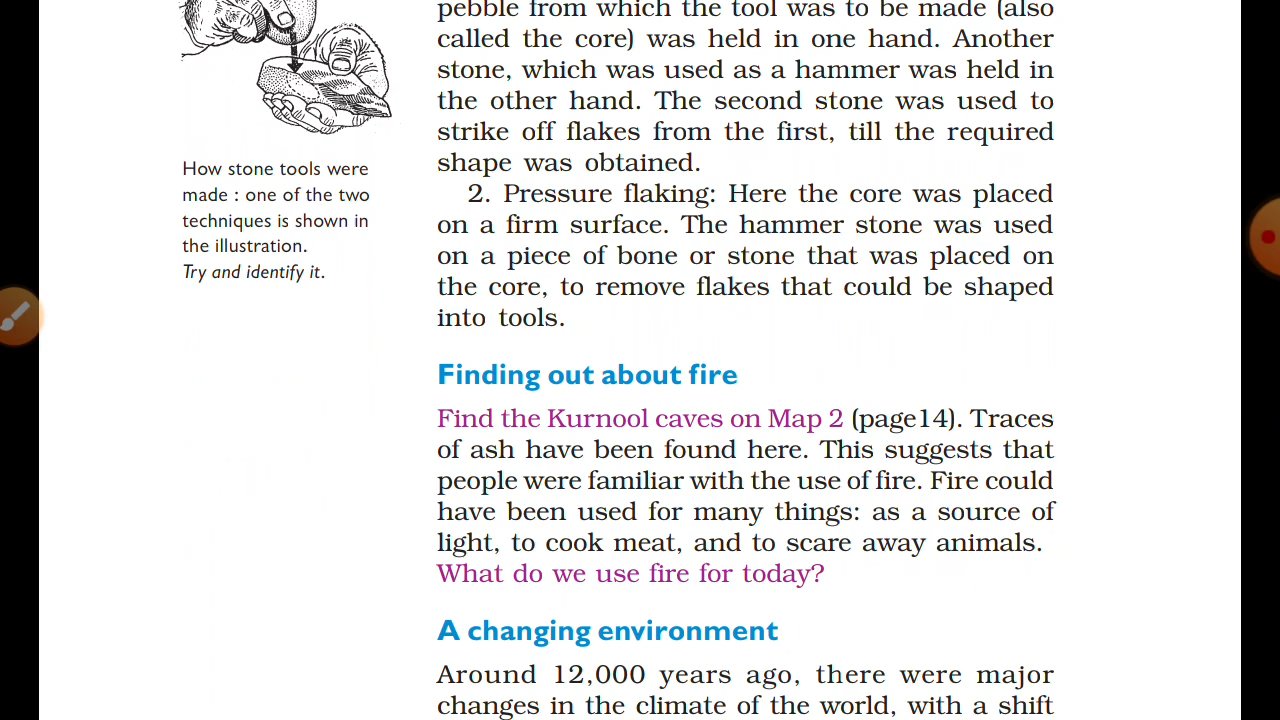 pebble from which the tool was to be made (also
called the core) was held in one hand. Another
stone, which was used as a hammer was held in
the other hand. The second stone was used to
strike off flakes from the first, till the required
shape was obtained.
2. Pressure flaking: Here the core was placed
on a firm surface. The hammer stone was used
on a piece of bone or stone that was placed on
the core, to remove flakes that could be shaped
into tools.
How stone tools were
made : one of the two
techniques is shown in
the illustration.
Try and identify it.
Finding out about fire
Find the Kurnool caves on Map 2 (page14). Traces
of ash have been found here. This suggests that
people were familiar with the use of fire. Fire could
have been used for many things: as a source of
light, to cook meat, and to scare away animals.
What do we use fire for today?
A changing environment
Around 12,000 years ago, there were major
changes in the climate of the world, with a shift